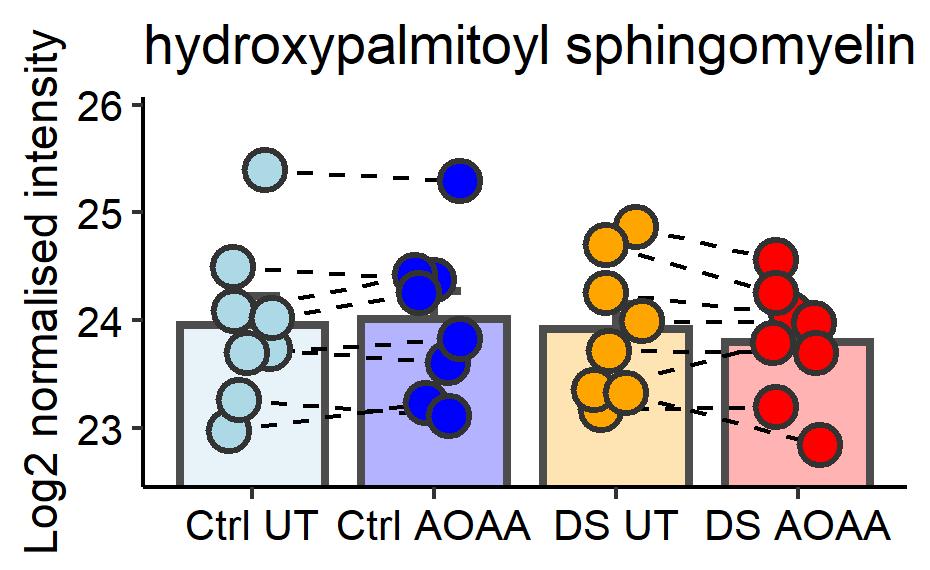 hydroxypalmitoyl sphingomyelin
Log2 normalised intensity
26
25
24
23
Ctrl UT Ctrl AOAA DS UT DS AOAA